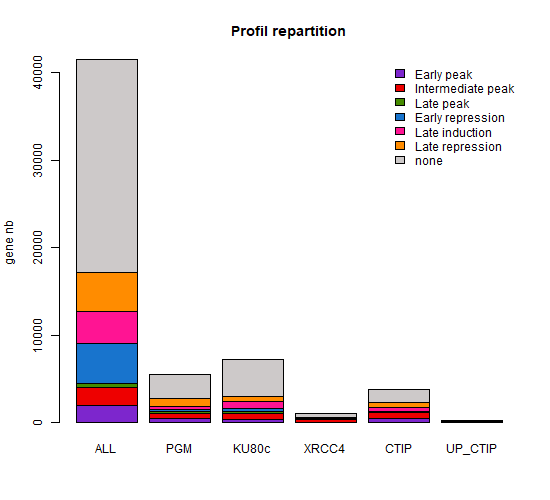 Profil repartition
Early peak
Intermediate peak
Late peak
Early repression
Late induction
Late repression
none
gene nb
40000
30000
20000
10000
0
ALL PGM KU80c XRCC4 CTIP UP_CTIP